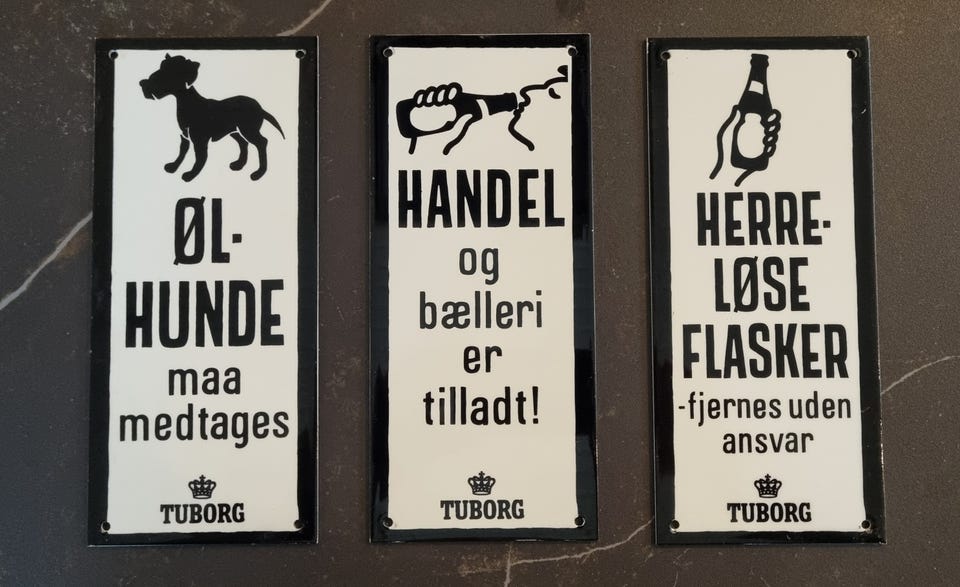 ØL-
HUNDE
maa
medtages
TUBORG
HANDEL
og
bælleri
er
tilladt!
TUBORG
HERRE-
LØSE
FLASKER
-fjernes uden
ansvar
TUBORG